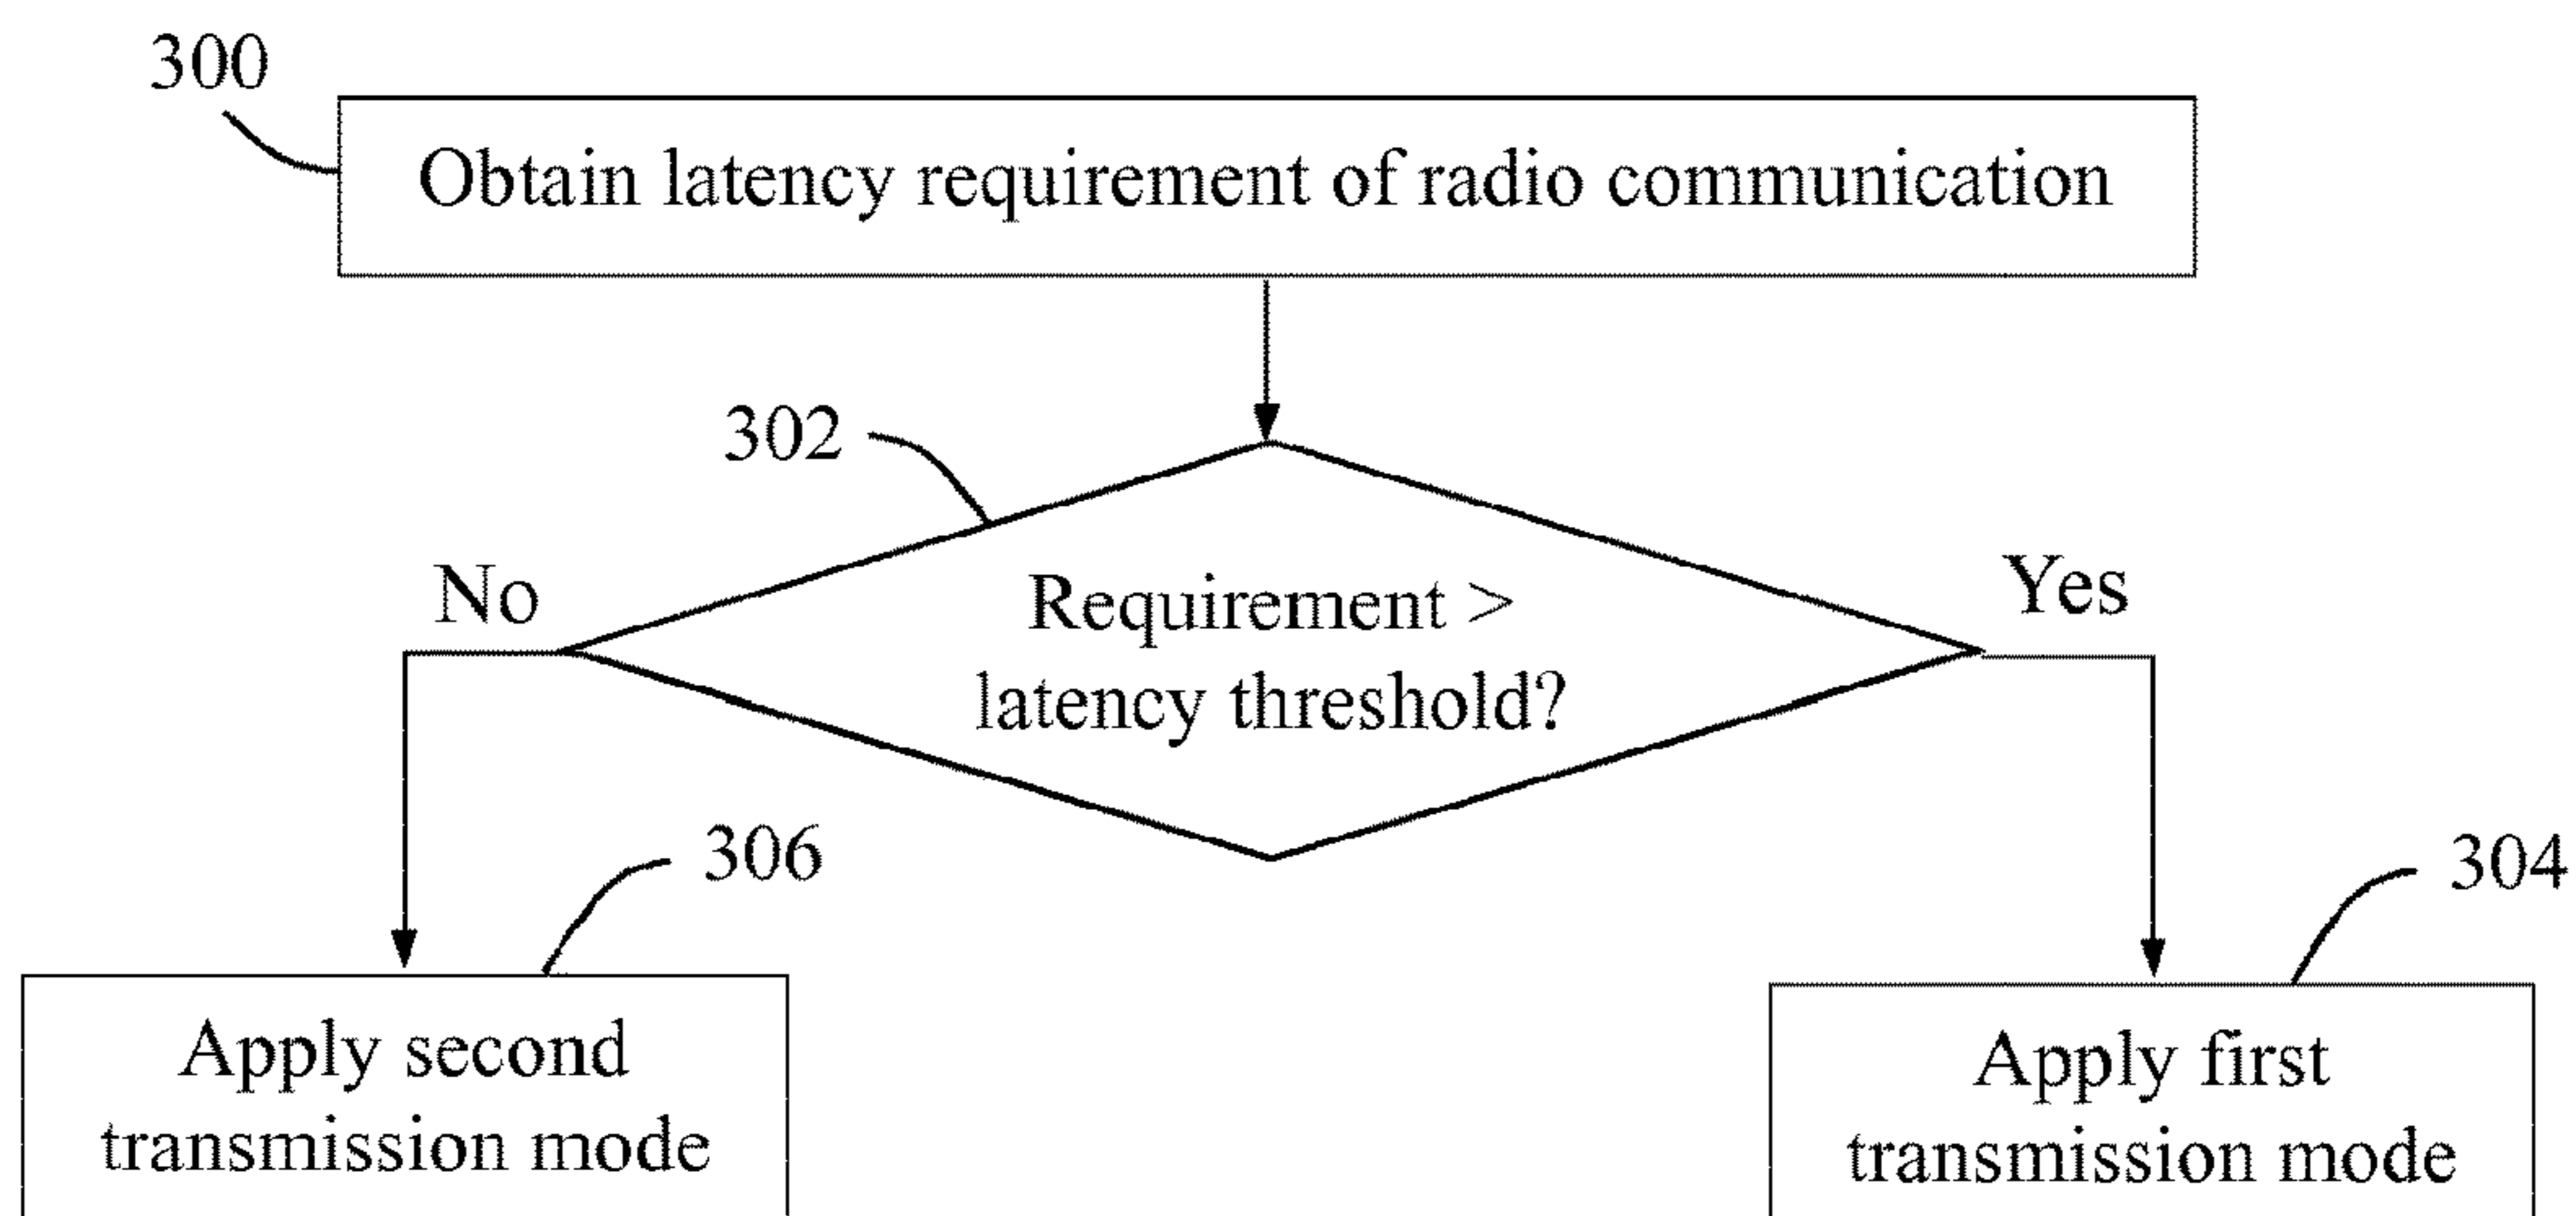 300
Obtain latency requirement of radio communication
302
No
Requirement >
latency threshold?
Yes
306
304
Apply second
transmission mode
Apply first
transmission mode